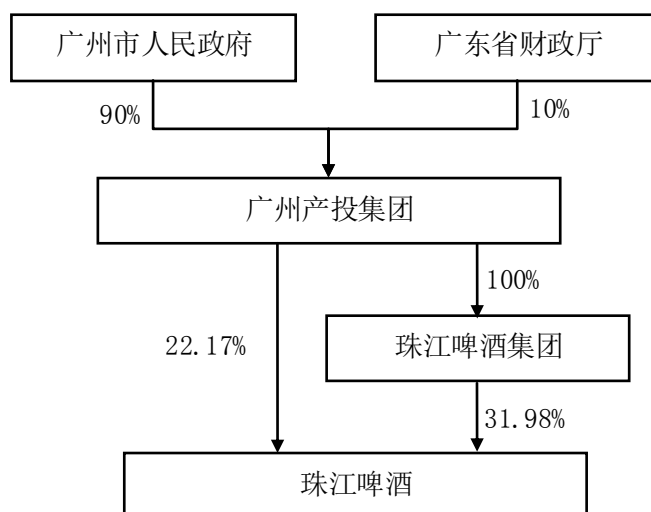 广州市人民政府
广东省财政厅
90%
10%
广州产投集团
100%
22.17%
珠江啤酒集团
31.98%
珠江啤酒